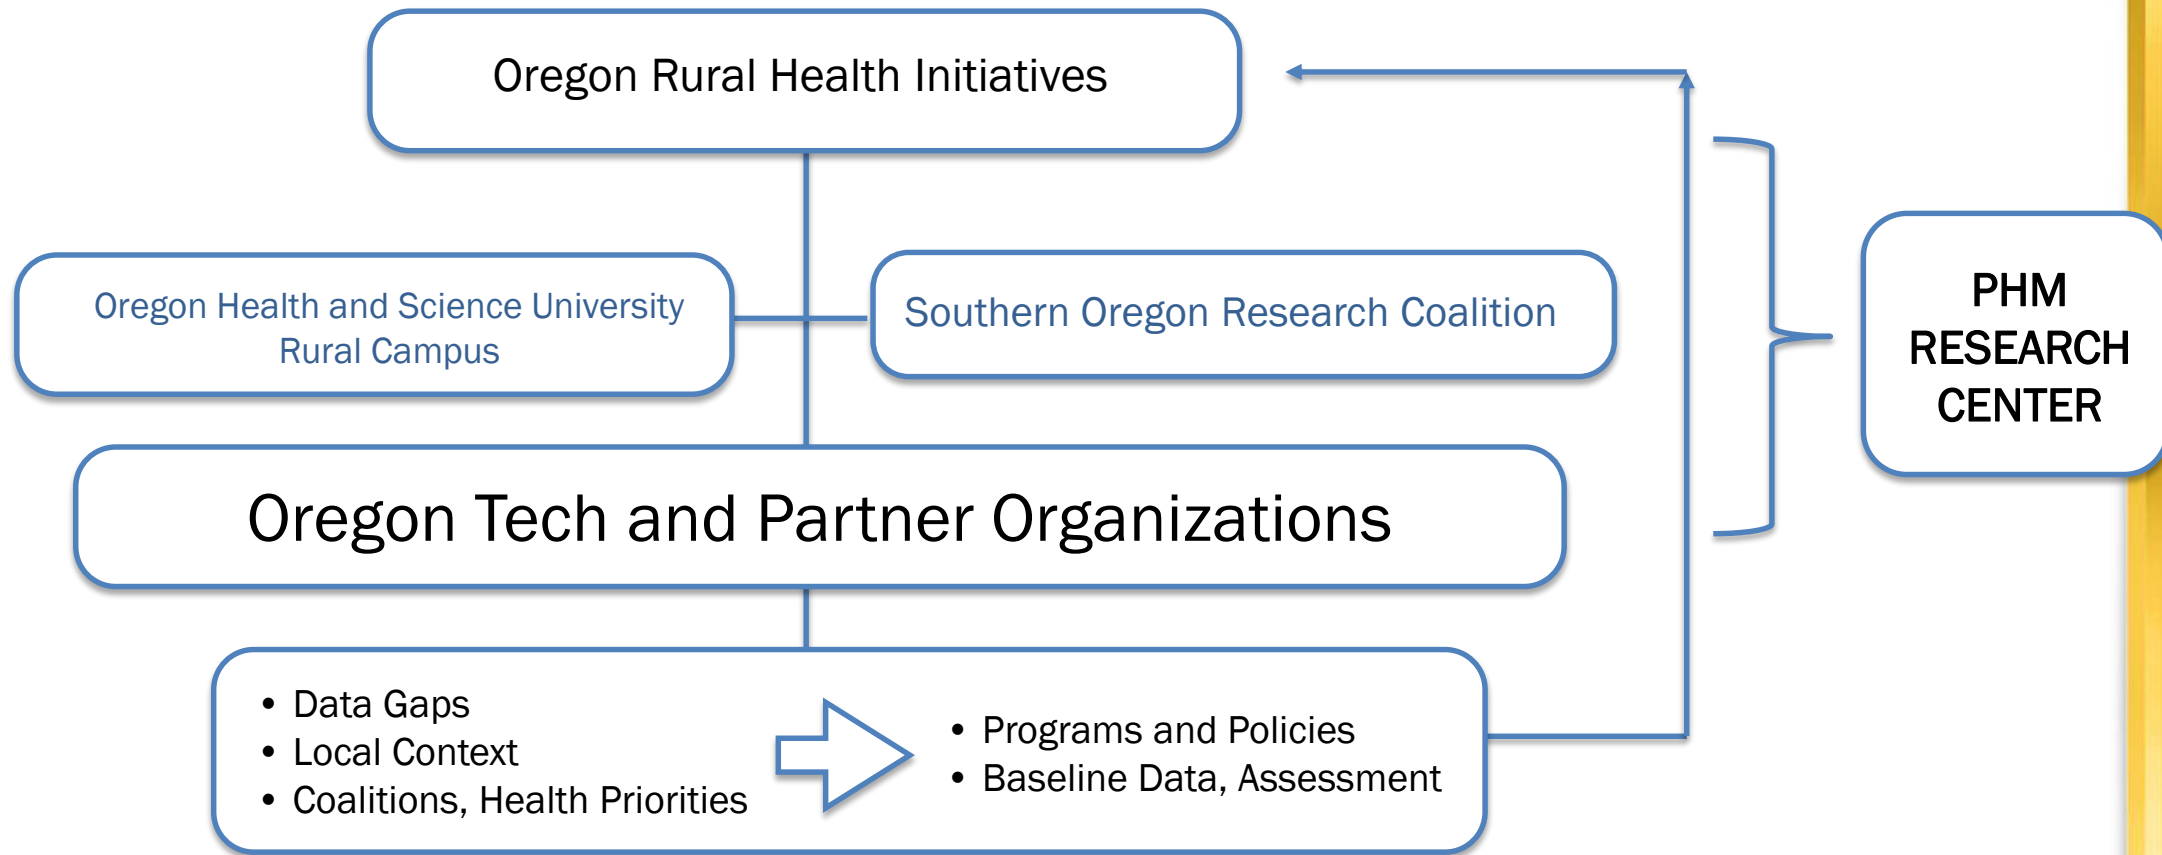 Oregon Rural Health Initiatives
Oregon Health and Science University
Rural Campus
Southern Oregon Research Coalition
PHM
RESEARCH
CENTER
Oregon Tech and Partner Organizations
• Data Gaps
• Local Context
• Coalitions, Health Priorities
• Programs and Policies
• Baseline Data, Assessment